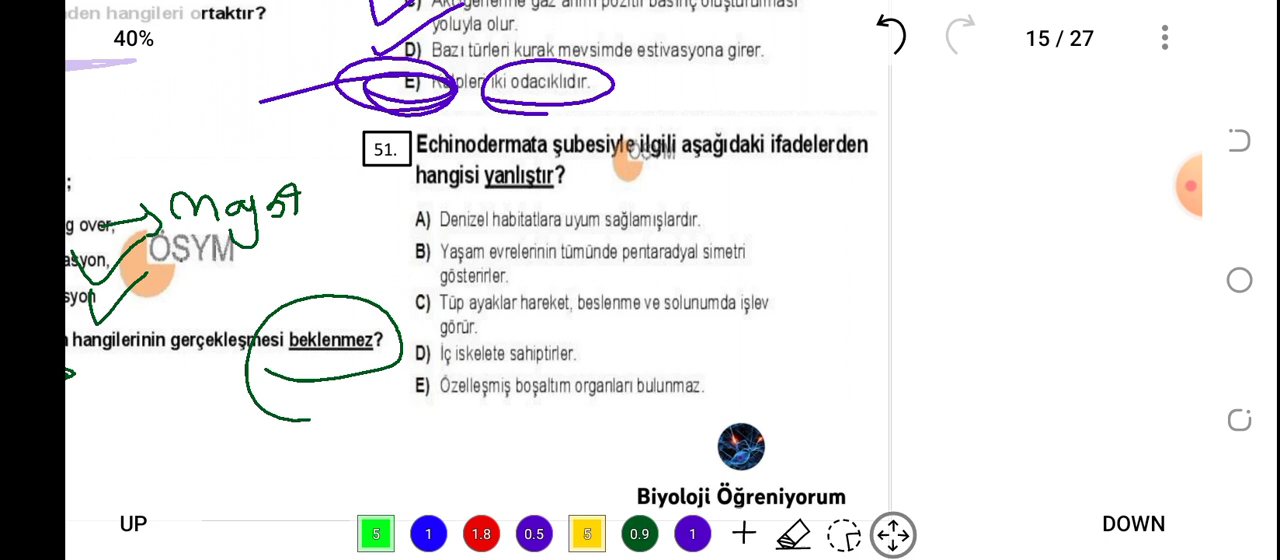 den hangileri ortaktır?
40%
yoluyla olur.
D) Bazı türleri kurak mevsimde estivasyona girer.
E) iki odacıklıdır.
15 / 27
51. Echinodermata şubesiyle ilgili aşağıdaki ifadelerden
hangisi yanlıştır?
ÖSYM
A) Denizel habitatlara uyum sağlamışlardır.
B) Yaşam evrelerinin tümünde pentaradyal simetri
gösterirler.
C) Tüp ayaklar hareket, beslenme ve solunumda işlev
görür.
D) İç iskelete sahiptirler.
E) Özelleşmiş boşaltım organları bulunmaz.
;
g over,
asyon,
syon
ÖSYM
hangilerinin gerçekleşmesi beklenmez?
Biyoloji Öğreniyorum
UP
5 1 1.8 0.5 5 0.9 1
DOWN